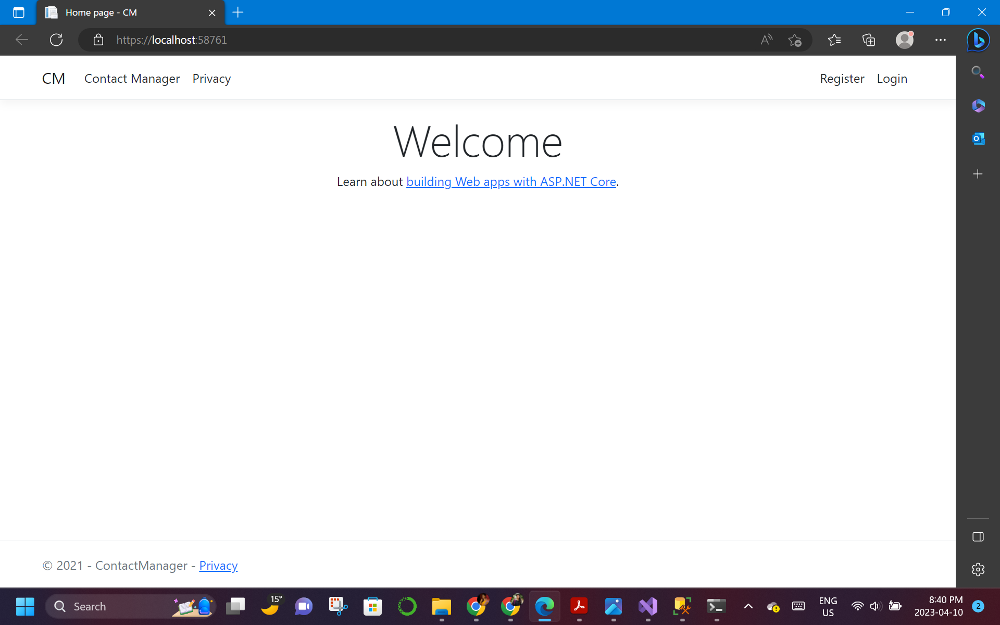 Home page - CM
https://localhost:58761
CM Contact Manager Privacy Register Login
Welcome
Learn about building Web apps with ASP.NET Core.
© 2021 - ContactManager - Privacy
Search
15°
ENG
US
8:40 PM
2023-04-10
2